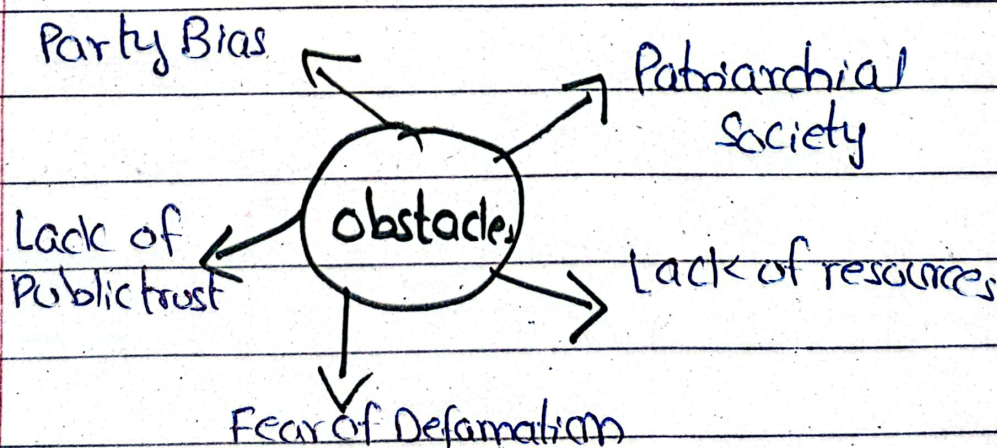 Party Bias
Patriarchial
Society
Obstacles
Lack of
Public trust
Lack of resources
Fear of Defamation